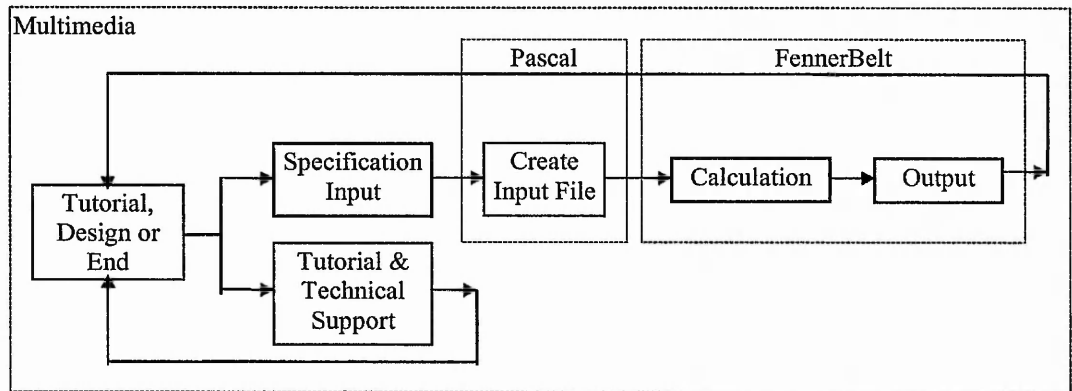 Multimedia
Pascal
FennerBelt
Specification
Input
Create
Input File
Calculation
Output
Tutorial,
Design or
End
Tutorial &
Technical
Support